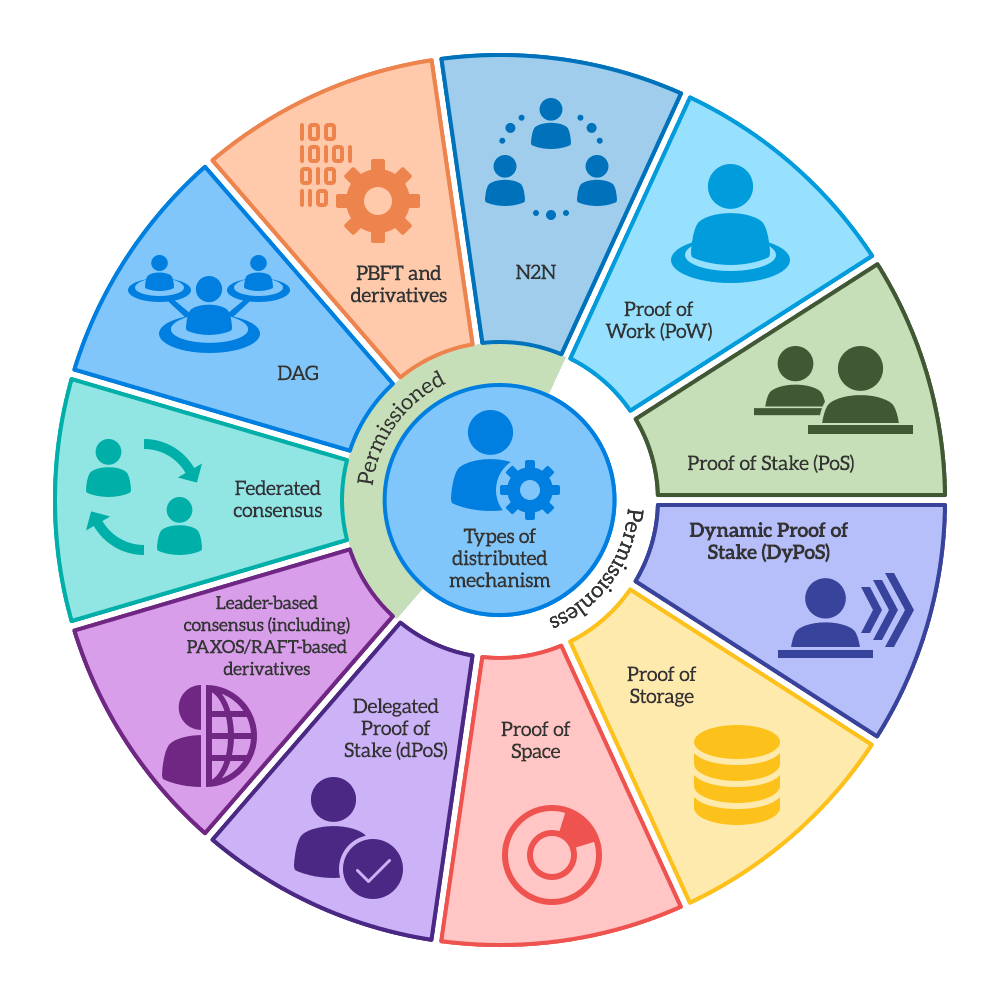 100
10101
010
110
PBFT and
derivatives
N2N
Proof of
Work (PoW)
Proof of Stake (PoS)
Dynamic Proof of
Stake (DyPoS)
Proof of
Storage
Proof of
Space
Delegated
Proof of
Stake (dPoS)
Leader-based
consensus (including)
PAXOS/RAFT-based
derivatives
Federated
consensus
DAG
Permissioned
Permissionless
Types of
distributed
mechanism